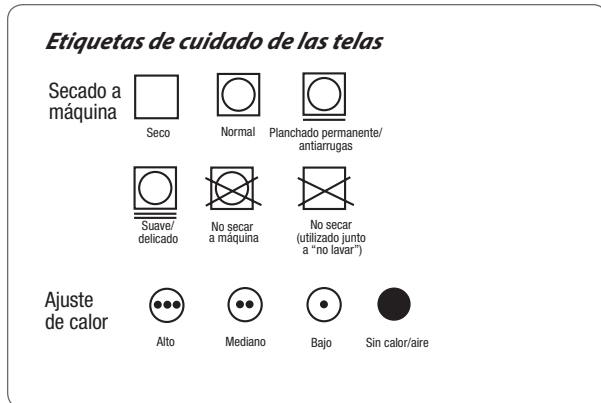 Etiquetas de cuidado de las telas
Secado a
máquina
Seco
Normal
Planchado permanente/
antiarrugas
Suave/
delicado
No secar
a máquina
No secar
(utilizado junto
a “no lavar”)
Ajuste
de calor
Alto
Mediano
Bajo
Sin calor/aire